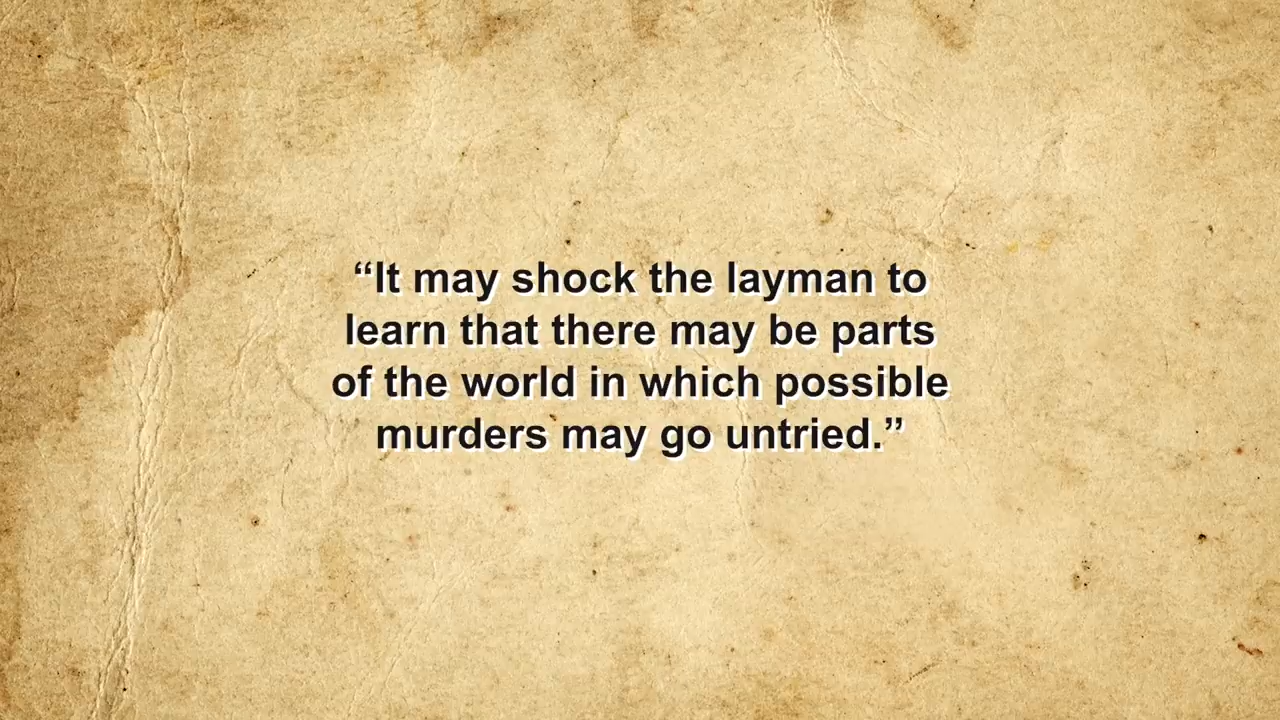 “It may shock the layman to
learn that there may be parts
of the world in which possible
murders may go untried.”